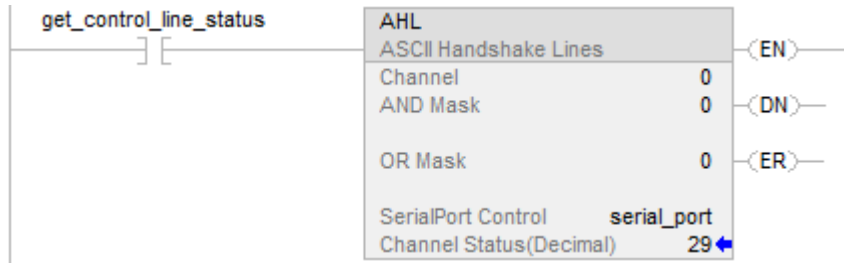 get_control_line_status
AHL
ASCII Handshake Lines
EN
Channel 0
AND Mask 0
DN
OR Mask 0
ER
SerialPort Control serial_port
Channel Status(Decimal) 29